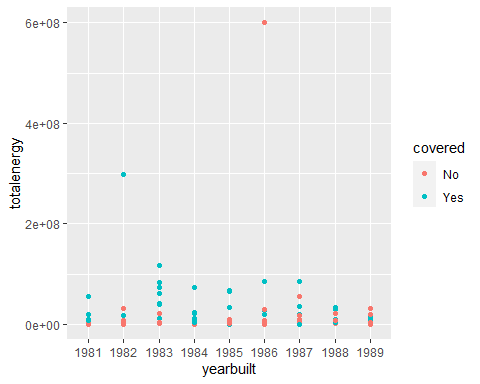 6e+08
4e+08
2e+08
0e+00
totalenergy
1981 1982 1983 1984 1985 1986 1987 1988 1989
yearbuilt
covered
No
Yes